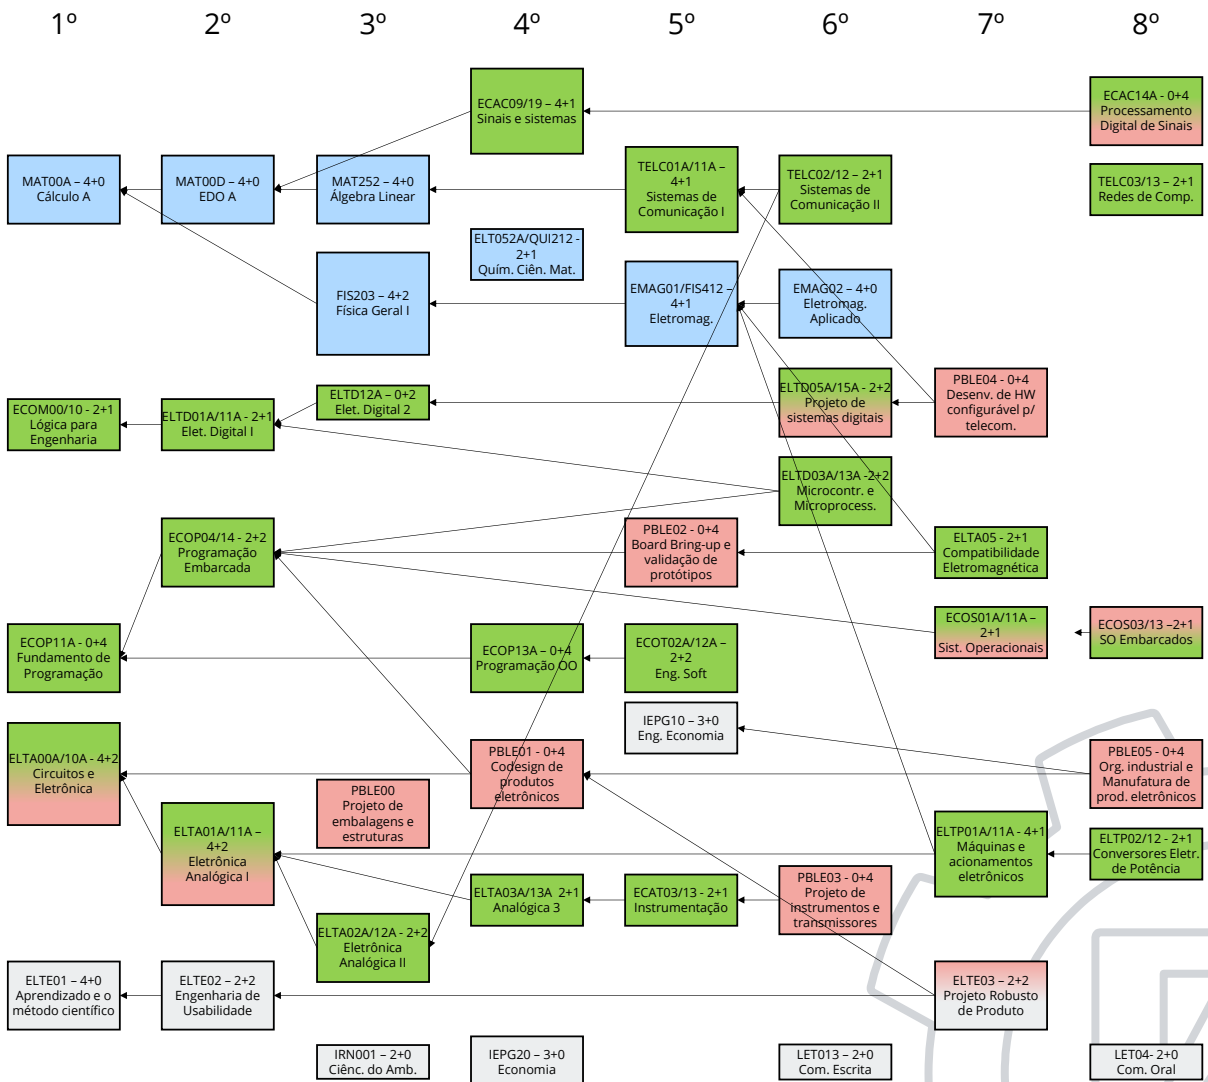 1º 2º 3º 4º 5º 6º 7º 8º
ECAC09/19 – 4+1
Sinais e sistemas
ECAC14A - 0+4
Processamento
Digital de Sinais
MAT00A – 4+0
Cálculo A
MAT00D – 4+0
EDO A
MAT252 – 4+0
Álgebra Linear
TELC01A/11A –
4+1
Sistemas de
Comunicação I
TELC02/12 – 2+1
Sistemas de
Comunicação II
TELC03/13 – 2+1
Redes de Comp.
ELT052A/QUI212 -
2+1
Quím. Ciên. Mat.
FIS203 – 4+2
Física Geral I
EMAG01/FIS412 –
4+1
Eletromag.
EMAG02 – 4+0
Eletromag.
Aplicado
ECOM00/10 - 2+1
Lógica para
Engenharia
ELTD01A/11A - 2+1
Elet. Digital I
ELTD12A – 0+2
Elet. Digital 2
ELTD05A/15A - 2+2
Projeto de
sistemas digitais
PBLE04 - 0+4
Desenv. de HW
configurável p/
telecom.
ELTD03A/13A -2+2
Microcontr. e
Microprocess.
ECOP04/14 - 2+2
Programação
Embarcada
PBLE02 - 0+4
Board Bring-up e
validação de
protótipos
ELTA05 - 2+1
Compatibilidade
Eletromagnética
ECOP11A - 0+4
Fundamento de
Programação
ECOP13A – 0+4
Programação OO
ECOT02A/12A –
2+2
Eng. Soft
ECOS01A/11A –
2+1
Sist. Operacionais
ECOS03/13 –2+1
SO Embarcados
IEPG10 – 3+0
Eng. Economia
ELTA00A/10A - 4+2
Circuitos e
Eletrônica
PBLE01 - 0+4
Codesign de
produtos
eletrônicos
PBLE05 - 0+4
Org. industrial e
Manufatura de
prod. eletrônicos
PBLE00
Projeto de
embalagens e
estruturas
ELTA01A/11A –
4+2
Eletrônica
Analógica I
ELTP01A/11A - 4+1
Máquinas e
acionamentos
eletrônicos
ELTP02/12 - 2+1
Conversores Eletr.
de Potência
ELTA03A/13A 2+1
Analógica 3
ECAT03/13 - 2+1
Instrumentação
PBLE03 - 0+4
Projeto de
instrumentos e
transmissores
ELTA02A/12A - 2+2
Eletrônica
Analógica II
ELTE01 – 4+0
Aprendizado e o
método científico
ELTE02 – 2+2
Engenharia de
Usabilidade
ELTE03 – 2+2
Projeto Robusto
de Produto
IRN001 – 2+0
Ciênc. do Amb.
IEPG20 – 3+0
Economia
LET013 – 2+0
Com. Escrita
LET04- 2+0
Com. Oral